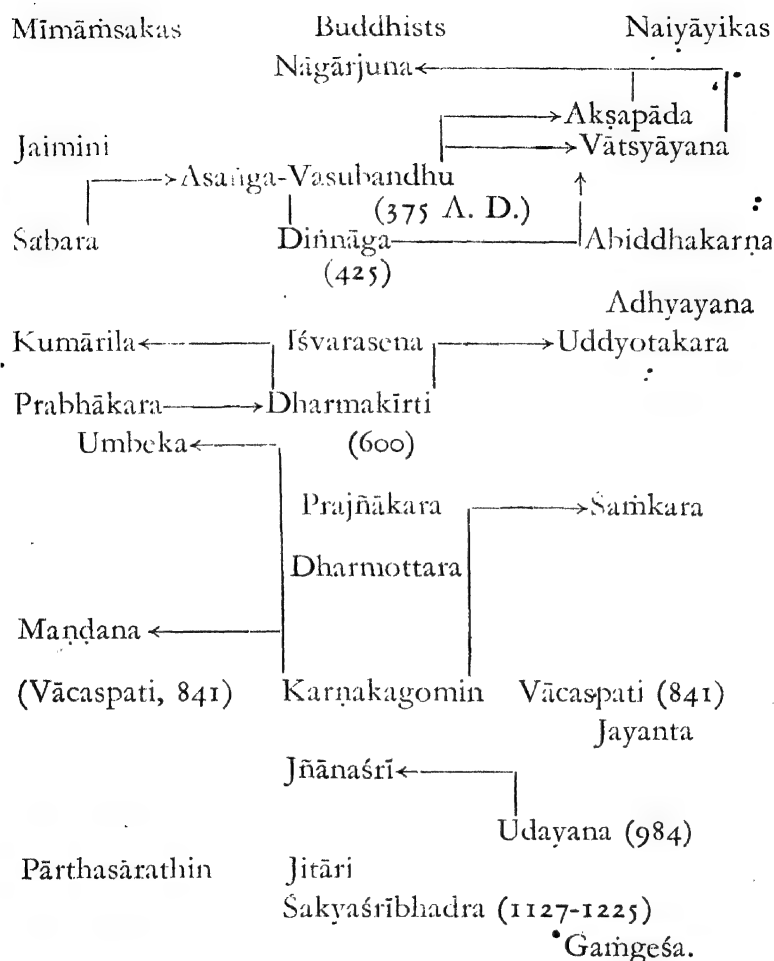 Mīmāṁsakas Buddhists Naiyāyikas
Nāgārjuna
Akṣapāda
Jaimini Vātsyāyana
Asaṅga-Vasubandhu
(375 A. D.)
Śabara Diṅnāga Abiddhakarṇa
(425)
Adhyayana
Kumārila Iśvarasena Uddyotakara
Prabhākara Dharmakīrti
Umbeka (600)
Prajñākara Śaṁkara
Dharmottara
Maṇḍana
(Vācaspati, 841) Karṇakagomin Vācaspati (841)
Jayanta
Jñānaśrī
Udayana (984)
Pārthasārathin Jitāri
Śakyaśrībhadra (1127-1225)
Gaṁgeśa.